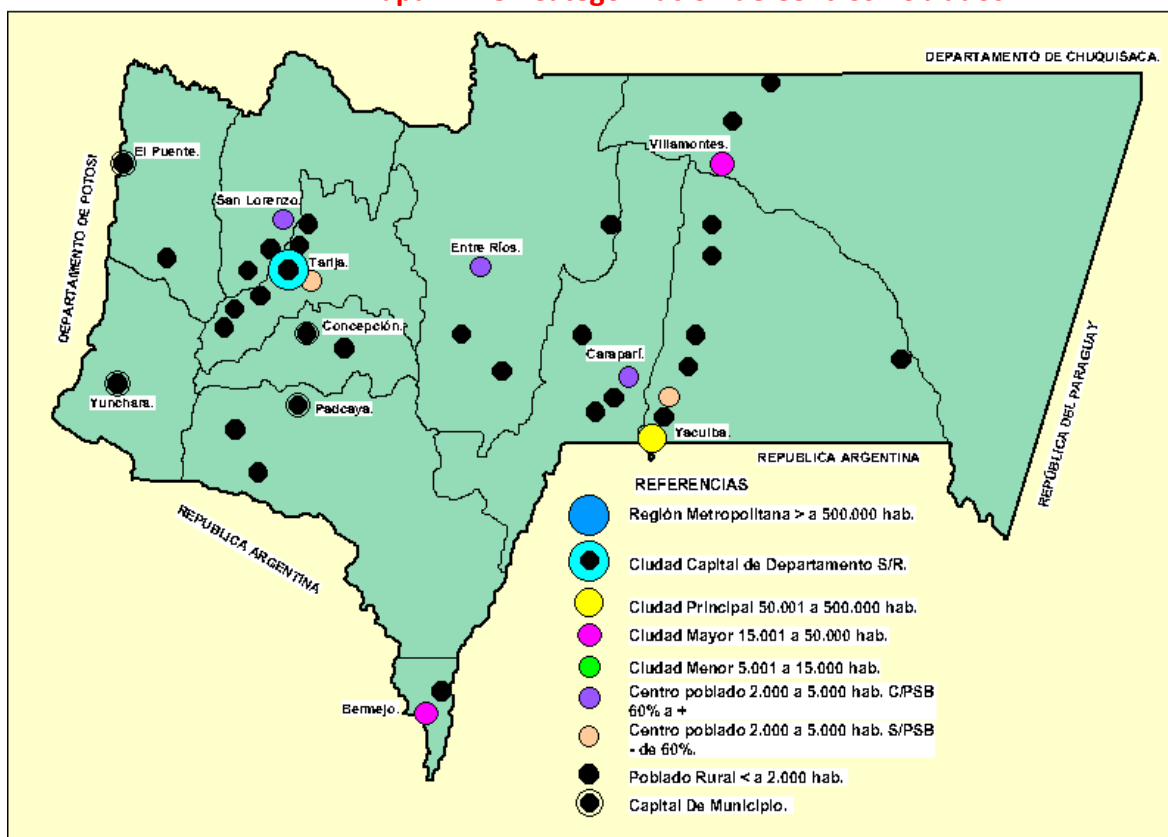 DEPARTAMENTO DE CHUQUISACA.
El Puente.
Villamontes.
DEPARTAMENTO DE POTOSI
San Lorenzo.
Entre Ríos.
Tarija.
Concepción.
Caraparí.
Yunchara.
Padcaya.
Yacuiba.
REPÚBLICA DEL PARAGUAY
REPUBLICA ARGENTINA
REPUBLICA ARGENTINA
Bermejo.
REFERENCIAS
Región Metropolitana > a 500.000 hab.
Ciudad Capital de Departamento S/R.
Ciudad Principal 50.001 a 500.000 hab.
Ciudad Mayor 15.001 a 50.000 hab.
Ciudad Menor 5.001 a 15.000 hab.
Centro poblado 2.000 a 5.000 hab. C/PSB
60% a +
Centro poblado 2.000 a 5.000 hab. S/PSB
- de 60%.
Poblado Rural < a 2.000 hab.
Capital De Municipio.